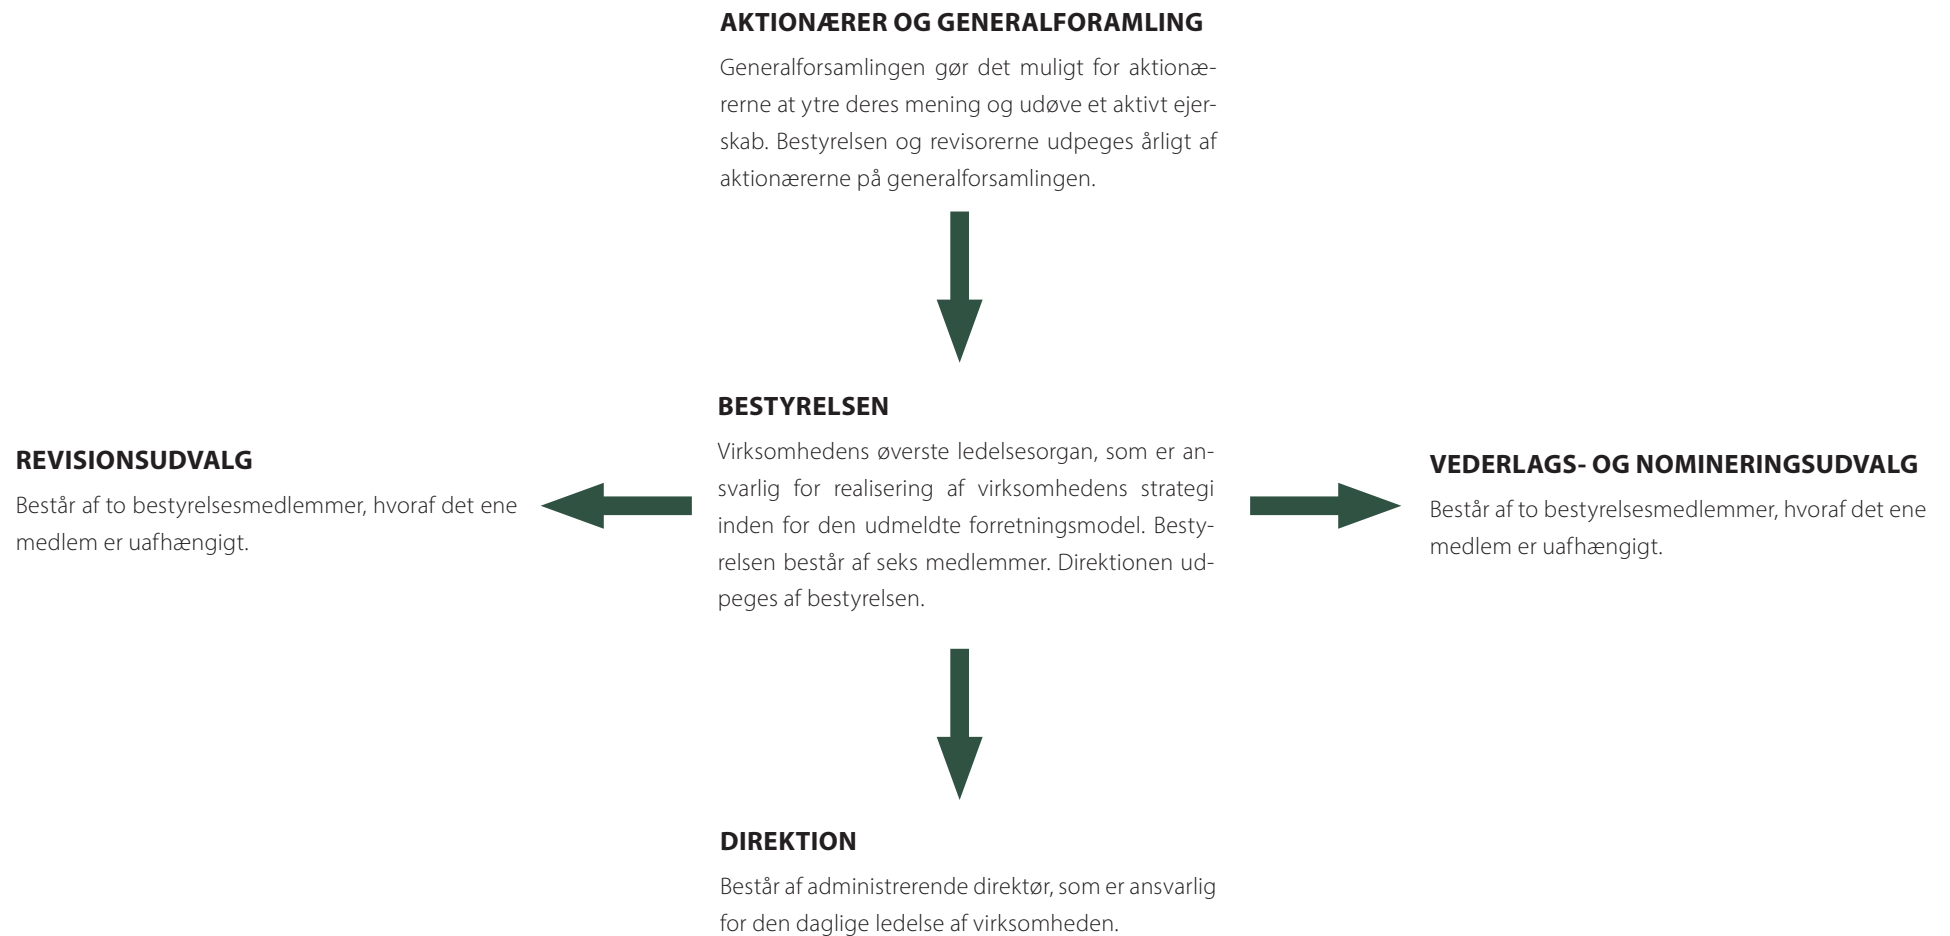 AKTIONÆRER OG GENERALFORAMLING
Generalforsamlingen gør det muligt for aktionæ-
rerne at ytre deres mening og udøve et aktivt ejer-
skab. Bestyrelsen og revisorerne udpeges årligt af
aktionærerne på generalforsamlingen.
REVISIONSUDVALG
Består af to bestyrelsesmedlemmer, hvoraf det ene
medlem er uafhængigt.
BESTYRELSEN
Virksomhedens øverste ledelsesorgan, som er an-
svarlig for realisering af virksomhedens strategi
inden for den udmeldte forretningsmodel. Besty-
relsen består af seks medlemmer. Direktionen ud-
peges af bestyrelsen.
VEDERLAGS- OG NOMINERINGSUDVALG
Består af to bestyrelsesmedlemmer, hvoraf det ene
medlem er uafhængigt.
DIREKTION
Består af administrerende direktør, som er ansvarlig
for den daglige ledelse af virksomheden.